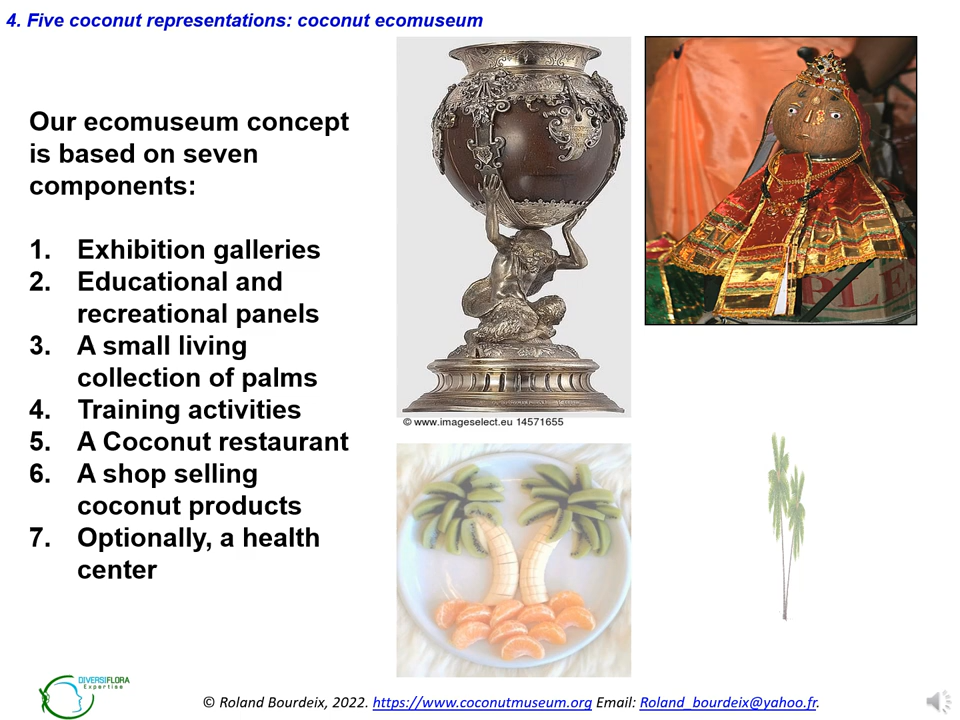 4. Five coconut representations: coconut ecomuseum
Our ecomuseum concept
is based on seven
components:
1. Exhibition galleries
2. Educational and
recreational panels
3. A small living
collection of palms
4. Training activities
5. A Coconut restaurant
6. A shop selling
coconut products
7. Optionally, a health
center
© www.imageselect.eu 14571655
BLE
DIVERSIFLORA
Expertise
© Roland Bourdeix, 2022. https://www.coconutmuseum.org Email: Roland_bourdeix@yahoo.fr.